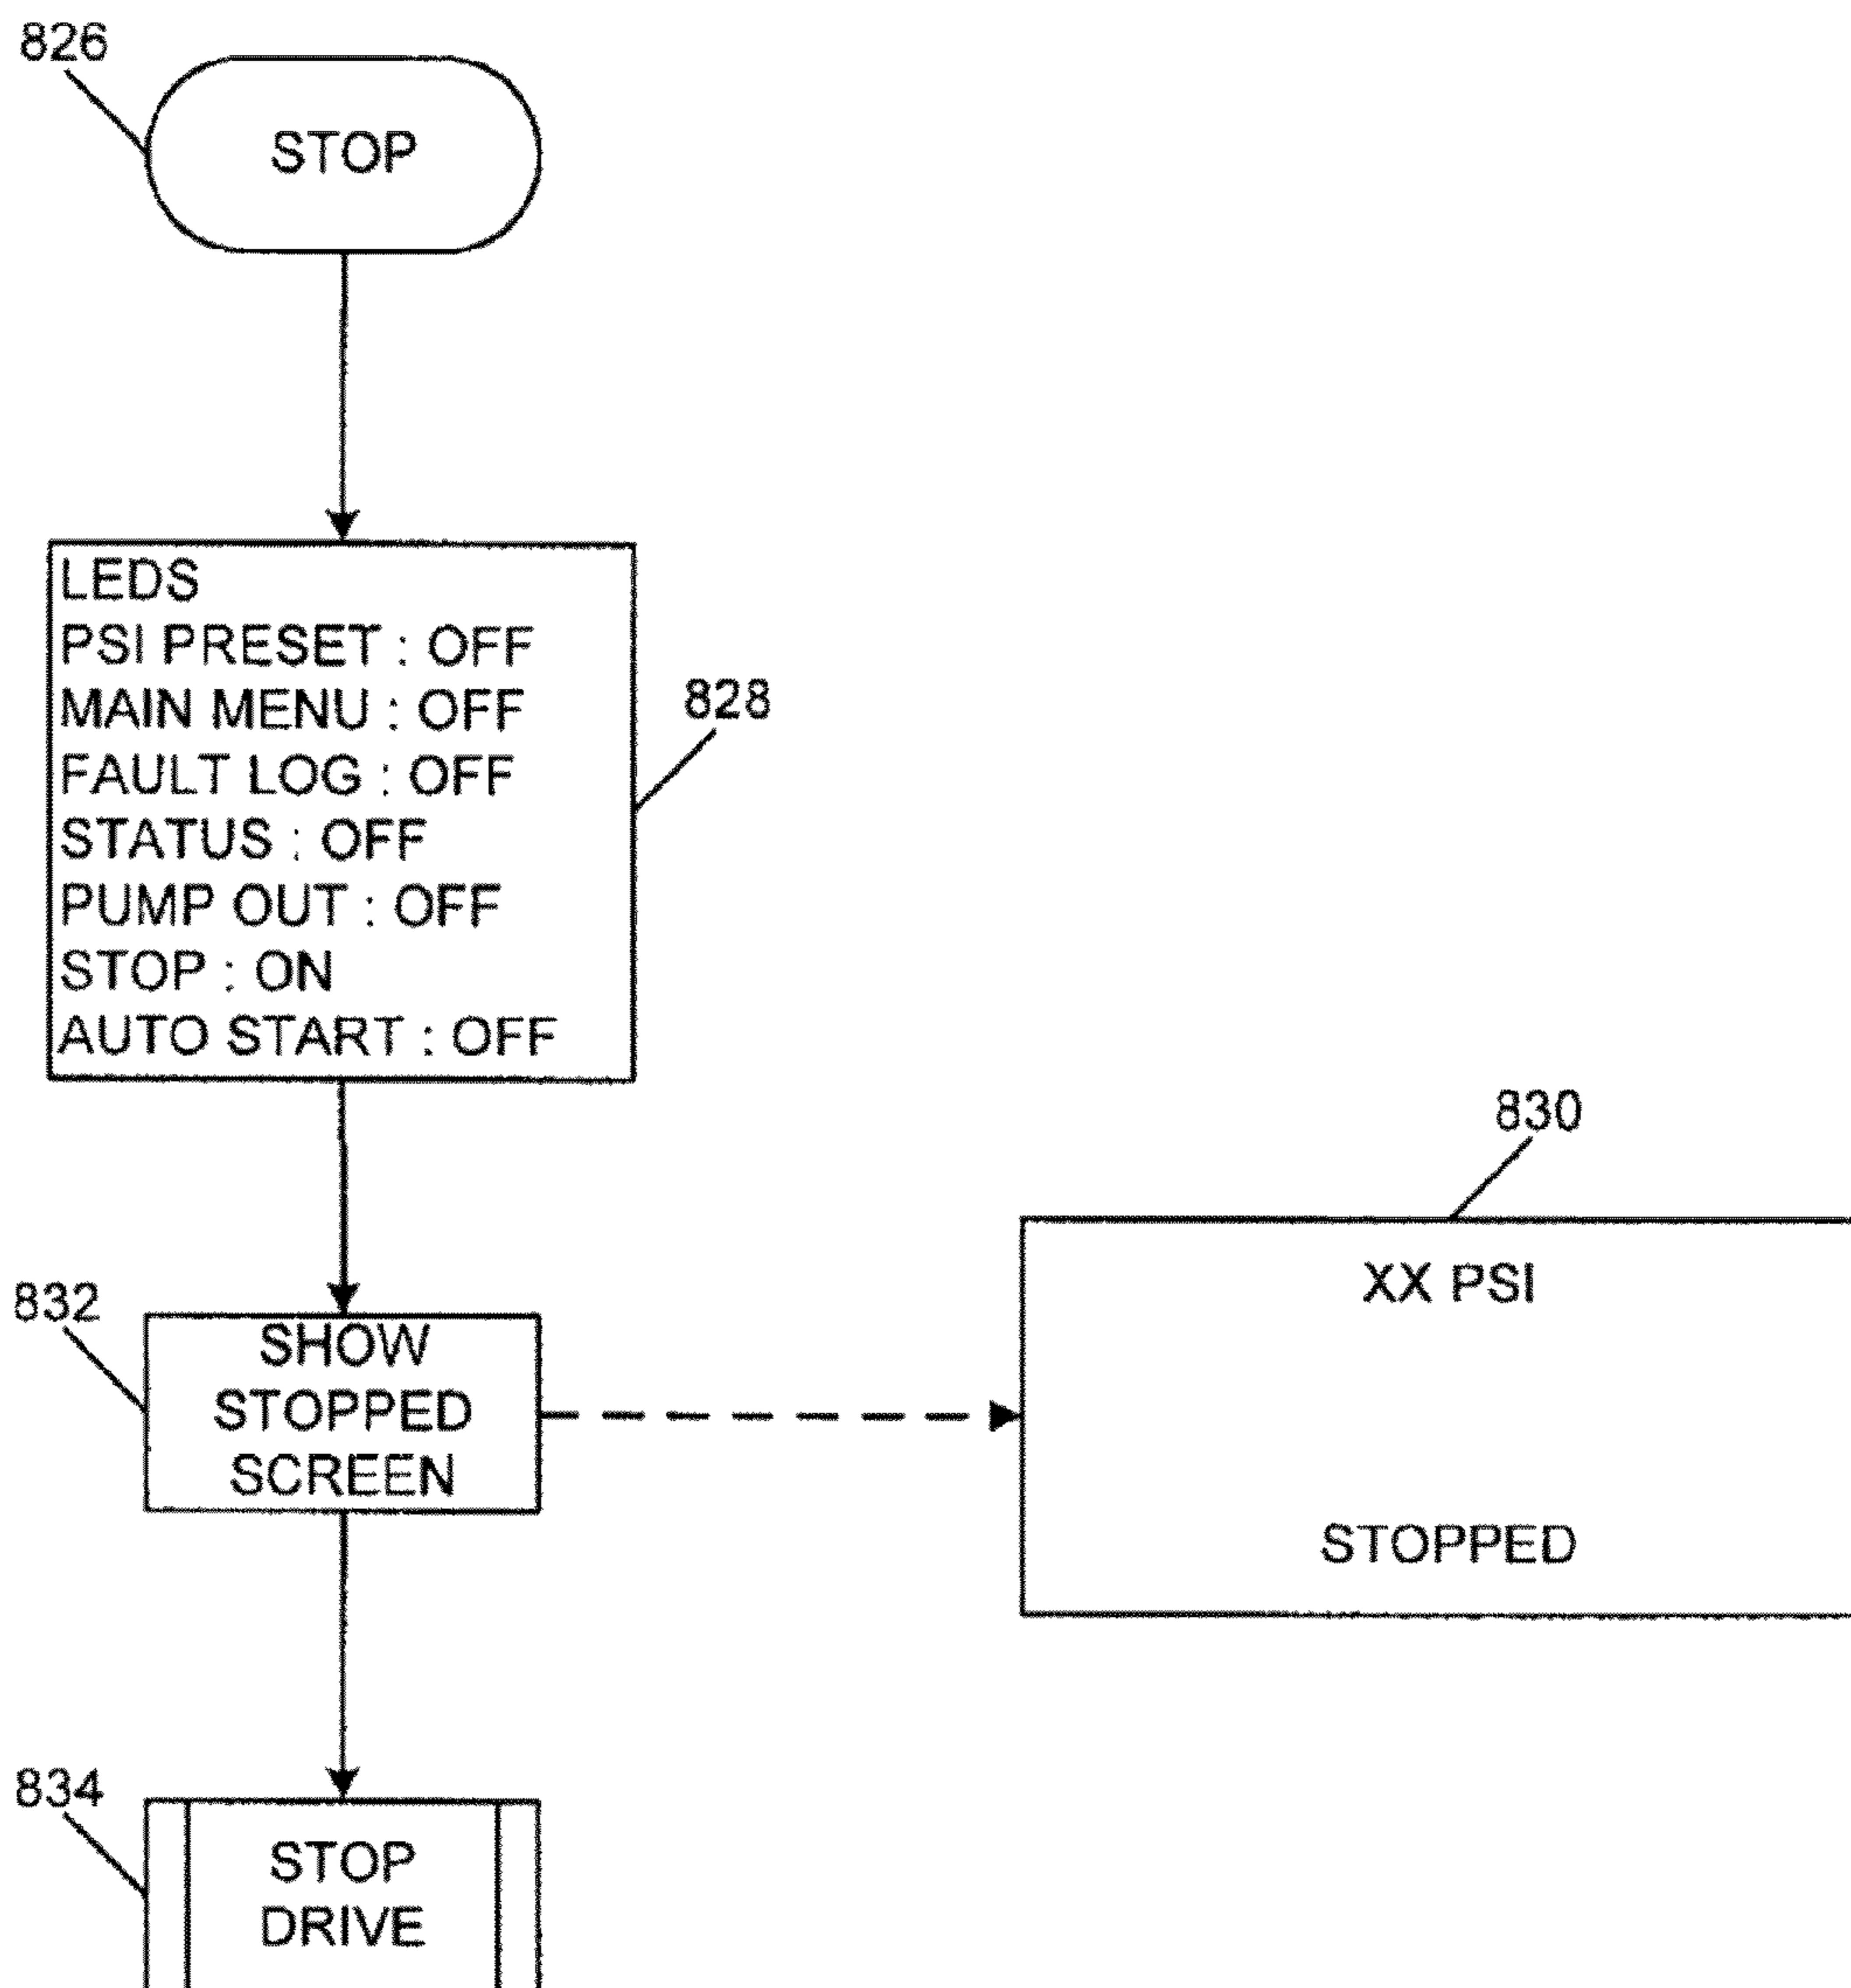 826
STOP
LEDS
PSI PRESET : OFF
MAIN MENU : OFF
FAULT LOG : OFF
STATUS : OFF
PUMP OUT : OFF
STOP : ON
AUTO START : OFF
828
830
XX PSI
STOPPED
832
SHOW
STOPPED
SCREEN
834
STOP
DRIVE